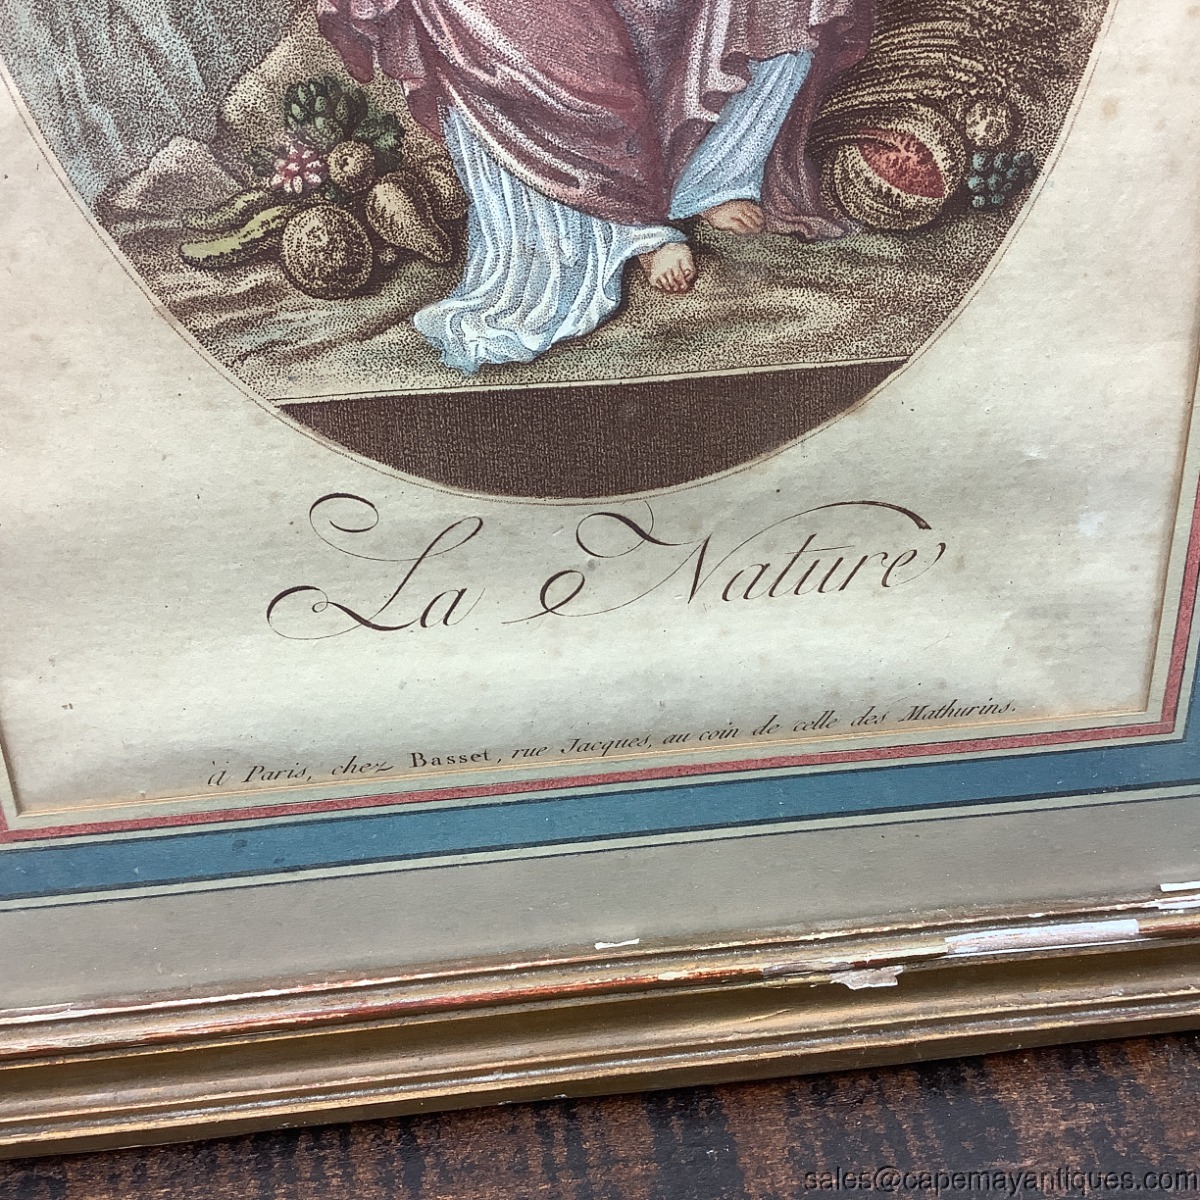 La Nature
à Paris, chez Basset, rue Jacques, au coin de celle des Mathurins.
sales@capemayantiques.com